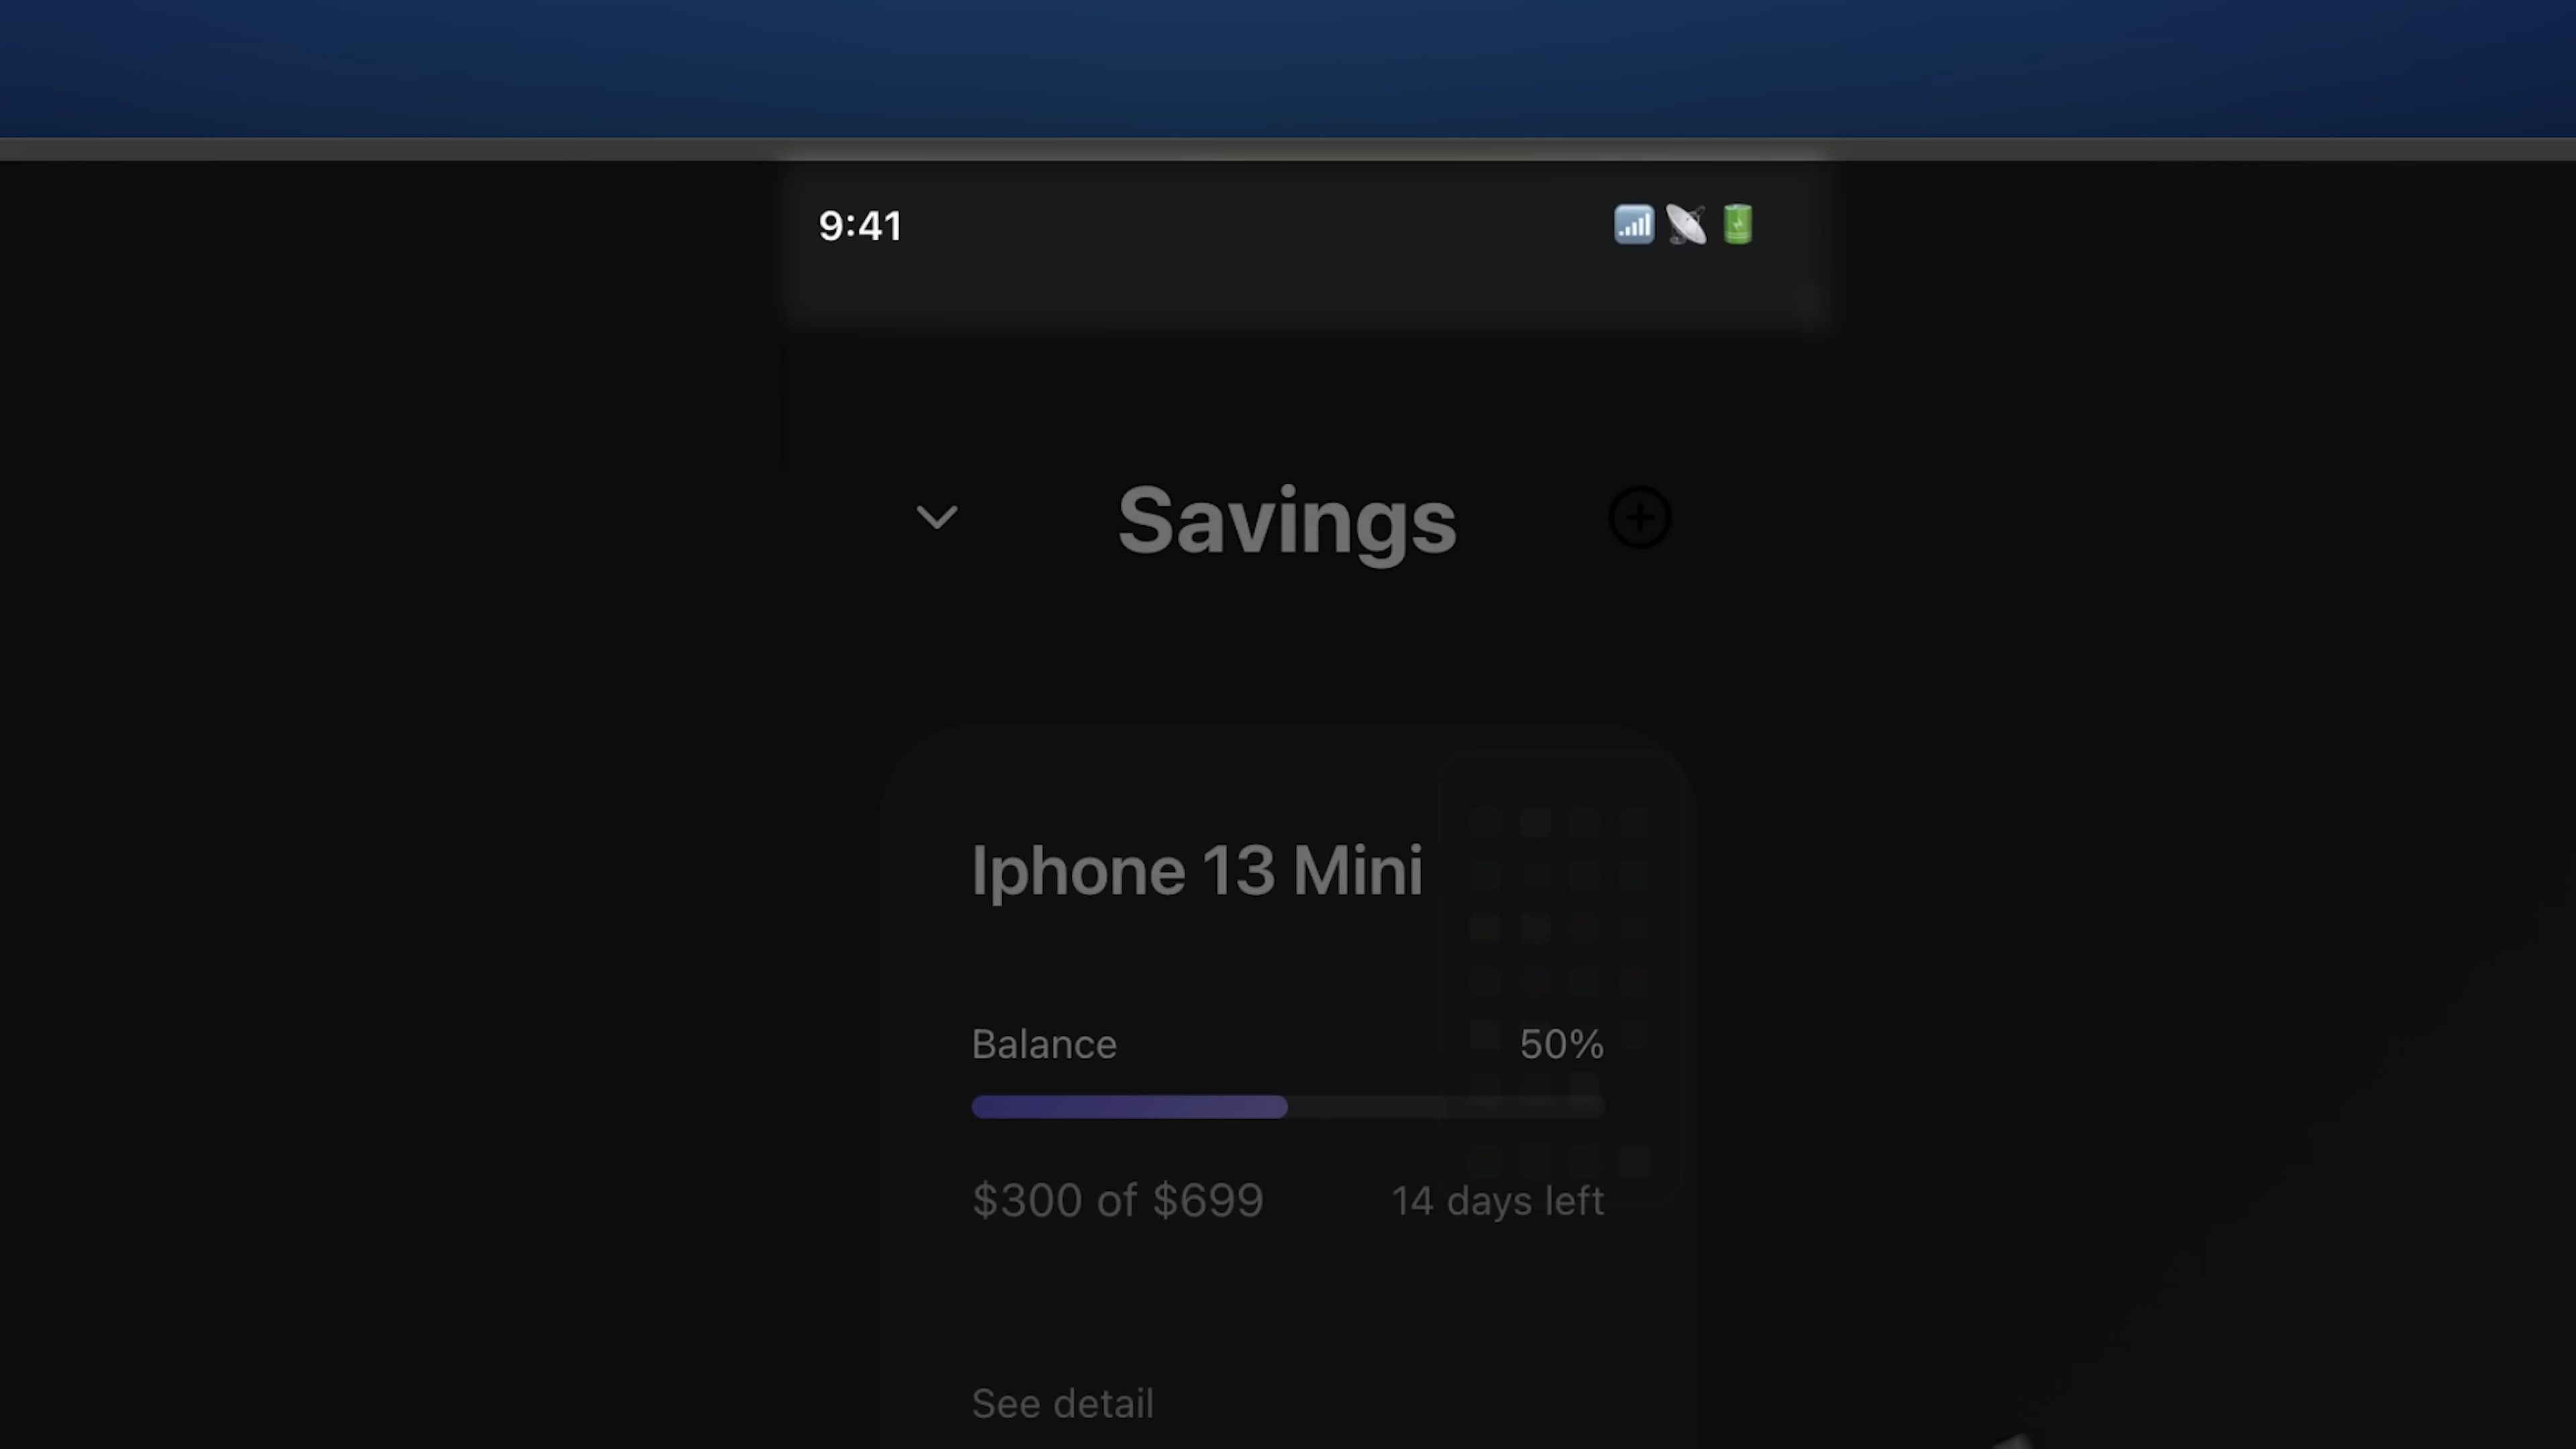 9:41
Savings
Iphone 13 Mini
Balance 50%
$300 of $699 14 days left
See detail